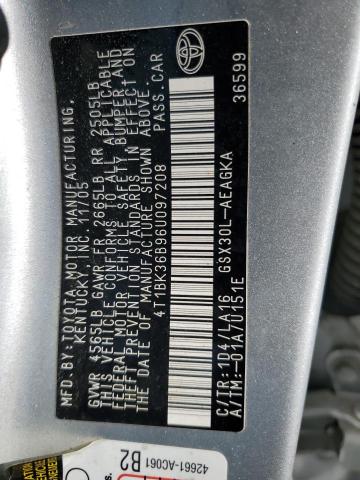 MFD. BY: TOYOTA MOTOR MANUFACTURING,
KENTUCKY, INC. 11/05
GVWR 4565LB GAWR FR 2665LB RR 2505LB
THIS VEHICLE CONFORMS TO ALL APPLICABLE
FEDERAL MOTOR VEHICLE SAFETY, BUMPER, AND
THEFT PREVENTION STANDARDS IN EFFECT ON
THE DATE OF MANUFACTURE SHOWN ABOVE.
4T1BK36B96U097208 PASS.CAR
C/TR:1D4/LA16 GSX30L-AEAGKA
A/TM:-01A/U151E
36599
TOYOTA
42661-AC061
B2